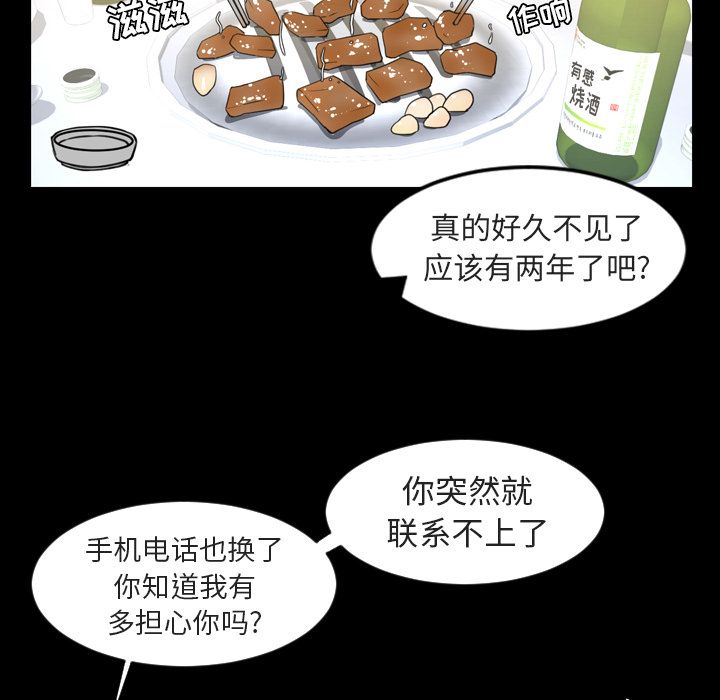 滋滋
作响
有感
烧酒
真的好久不见了
应该有两年了吧?
你突然就
联系不上了
手机电话也换了
你知道我有
多担心你吗?